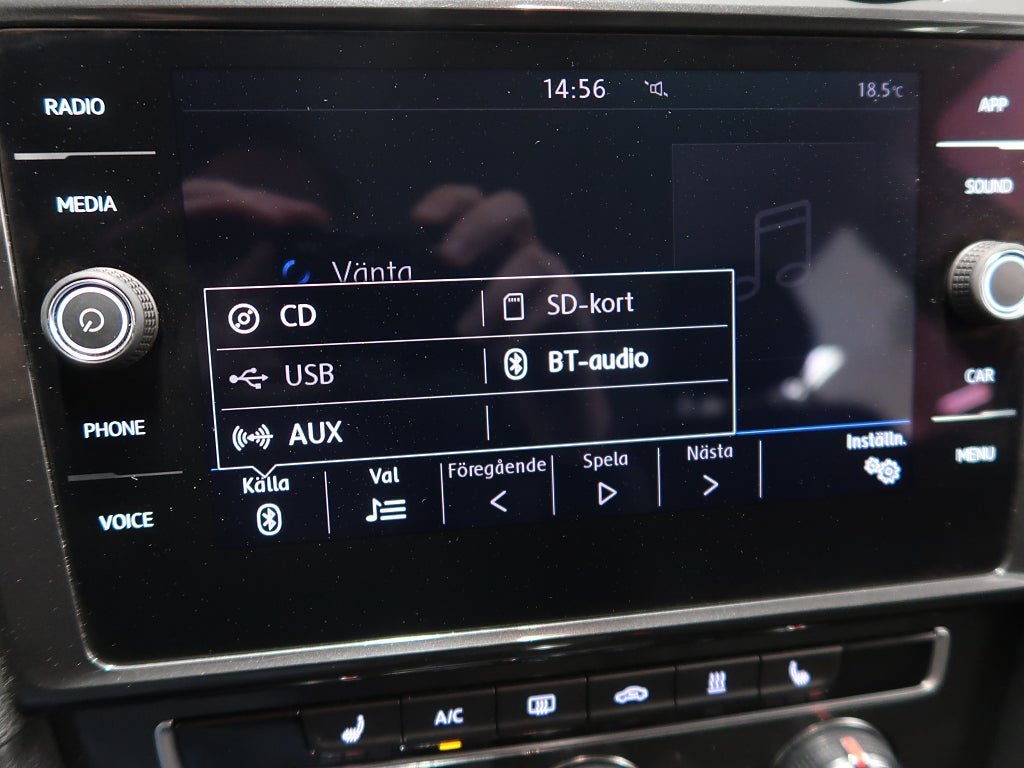 14:56
18.5°C
RADIO
MEDIA
PHONE
VOICE
APP
SOUND
CAR
MENU
Vänta
CD
SD-kort
USB
BT-audio
AUX
Källa
Val
Föregående
Spela
Nästa
Inställn.
A/C